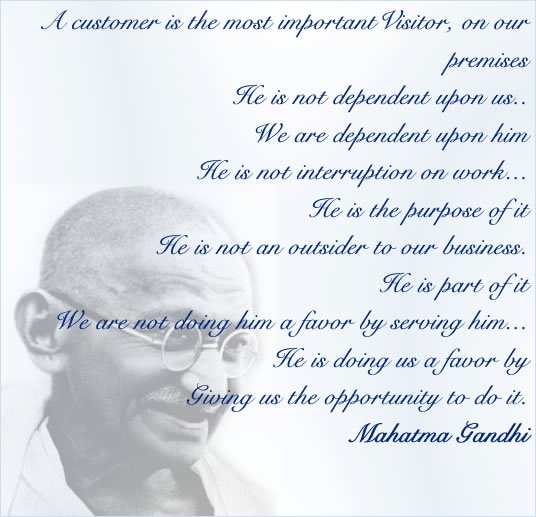 A customer is the most important Visitor, on our
premises
He is not dependent upon us..
We are dependent upon him
He is not interruption on work...
He is the purpose of it
He is not an outsider to our business.
He is part of it
We are not doing him a favor by serving him...
He is doing us a favor by
Giving us the opportunity to do it.
Mahatma Gandhi